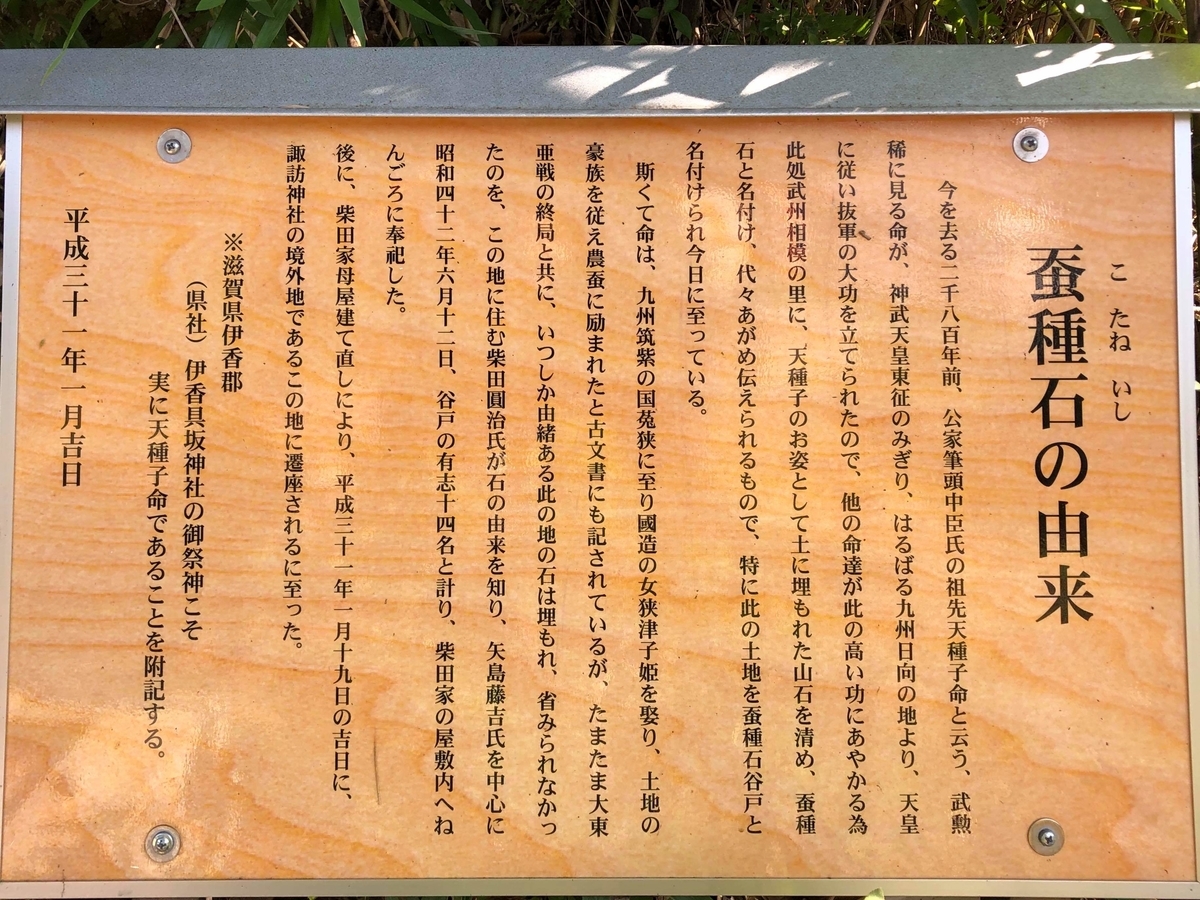 こ たね いし
蚕種石の由来
今を去る二千八百年前、公家筆頭中臣氏の祖先天種子命と云う、武勲
稀に見る命が、神武天皇東征のみぎり、はるばる九州日向の地より、天皇
に従い抜軍の大功を立てられたので、他の命達が此の高い功にあやかる為
此処武州相模の里に、天種子のお姿として土に埋もれた山石を清め、蚕種
石と名付け、代々あがめ伝えられるもので、特に此の土地を蚕種石谷戸と
名付けられ今日に至っている。
斯くて命は、九州筑紫の国菟狭に至り國造の女狭津子姫を娶り、土地の
豪族を従え農蚕に励まれたと古文書にも記されているが、たまたま大東
亜戦の終局と共に、いつしか由緒ある此の地の石は埋もれ、省みられなかっ
たのを、この地に住む柴田圓治氏が石の由来を知り、矢島藤吉氏を中心に
昭和四十二年六月十二日、谷戸の有志十四名と計り、柴田家の屋敷内へね
んごろに奉祀した。
後に、柴田家母屋建て直しにより、平成三十一年一月十九日の吉日に、
諏訪神社の境外地であるこの地に遷座されるに至った。
※滋賀県伊香郡
（県社）伊香具坂神社の御祭神こそ
実に天種子命であることを附記する。
平成三十一年一月吉日